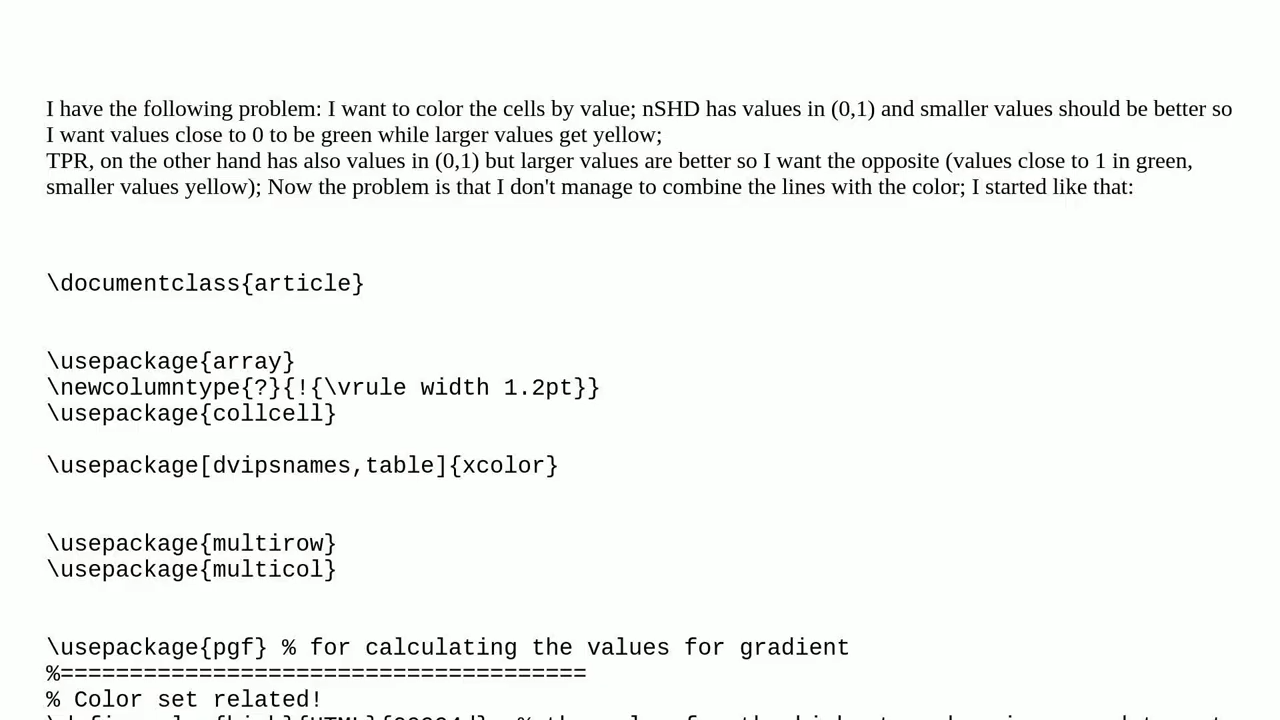 I have the following problem: I want to color the cells by value; nSHD has values in (0,1) and smaller values should be better so
I want values close to 0 to be green while larger values get yellow;
TPR, on the other hand has also values in (0,1) but larger values are better so I want the opposite (values close to 1 in green,
smaller values yellow); Now the problem is that I don't manage to combine the lines with the color; I started like that:
\documentclass{article}
\usepackage{array}
\newcolumntype{?}{!{\vrule width 1.2pt}}
\usepackage{collcell}
\usepackage[dvipsnames,table]{xcolor}
\usepackage{multirow}
\usepackage{multicol}
\usepackage{pgf} % for calculating the values for gradient
%======================================
% Color set related!